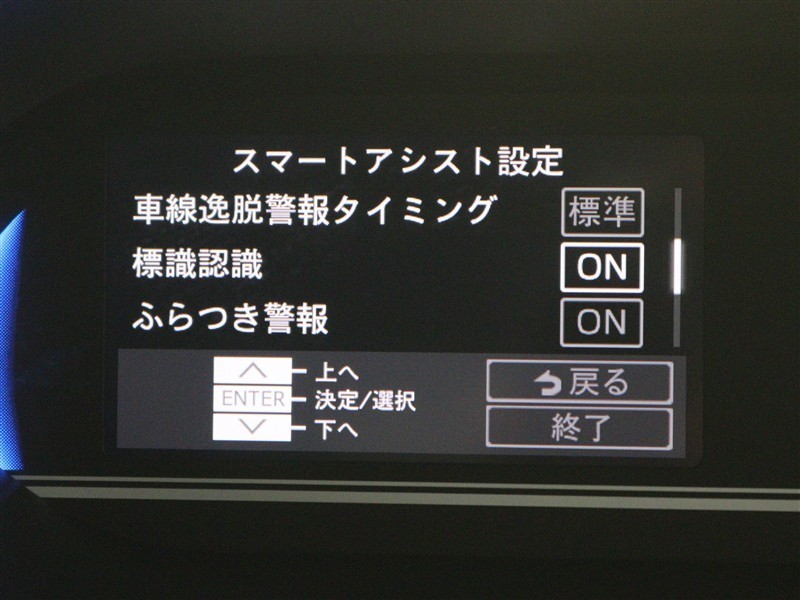 スマートアシスト設定
車線逸脱警報タイミング 標準
標識認識 ON
ふらつき警報 ON
上へ
ENTER 決定/選択
下へ
戻る
終了